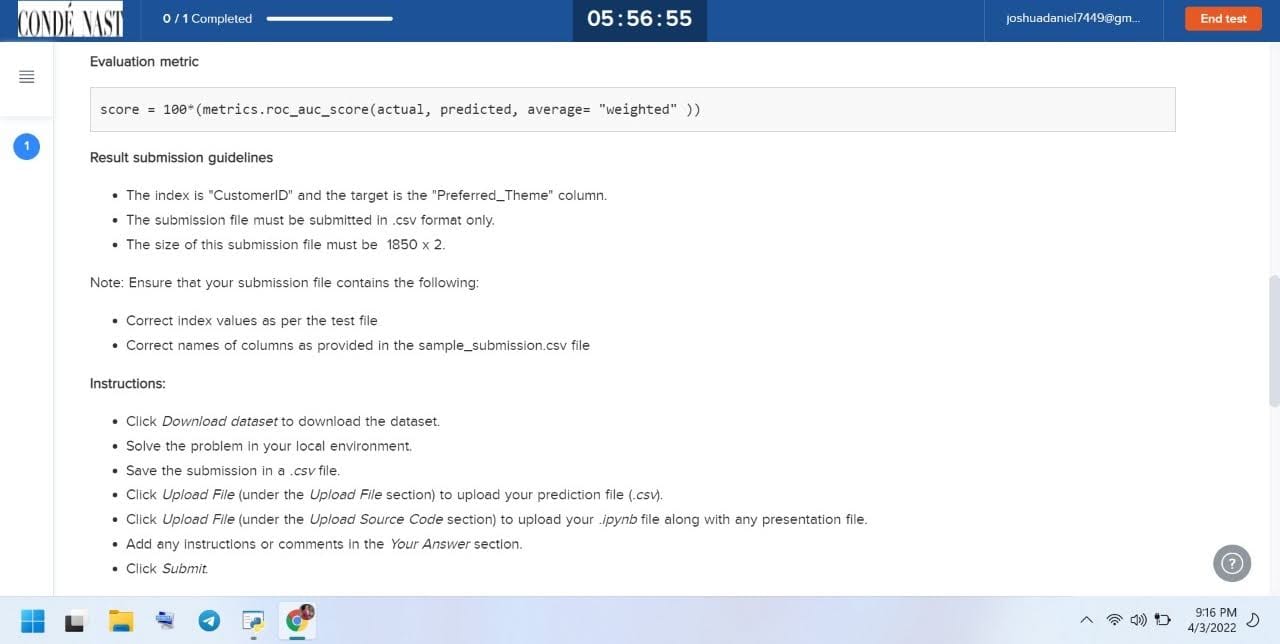 CONDÉ NAST
0 / 1 Completed
05:56:55
joshuadaniel7449@gm...
End test
Evaluation metric
score = 100*(metrics.roc_auc_score(actual, predicted, average= "weighted" ))
1
Result submission guidelines
• The index is "CustomerID" and the target is the "Preferred_Theme" column.
• The submission file must be submitted in .csv format only.
• The size of this submission file must be 1850 x 2.
Note: Ensure that your submission file contains the following:
• Correct index values as per the test file
• Correct names of columns as provided in the sample_submission.csv file
Instructions:
• Click Download dataset to download the dataset.
• Solve the problem in your local environment.
• Save the submission in a .csv file.
• Click Upload File (under the Upload File section) to upload your prediction file (.csv).
• Click Upload File (under the Upload Source Code section) to upload your .ipynb file along with any presentation file.
• Add any instructions or comments in the Your Answer section.
• Click Submit.
?
9:16 PM
4/3/2022